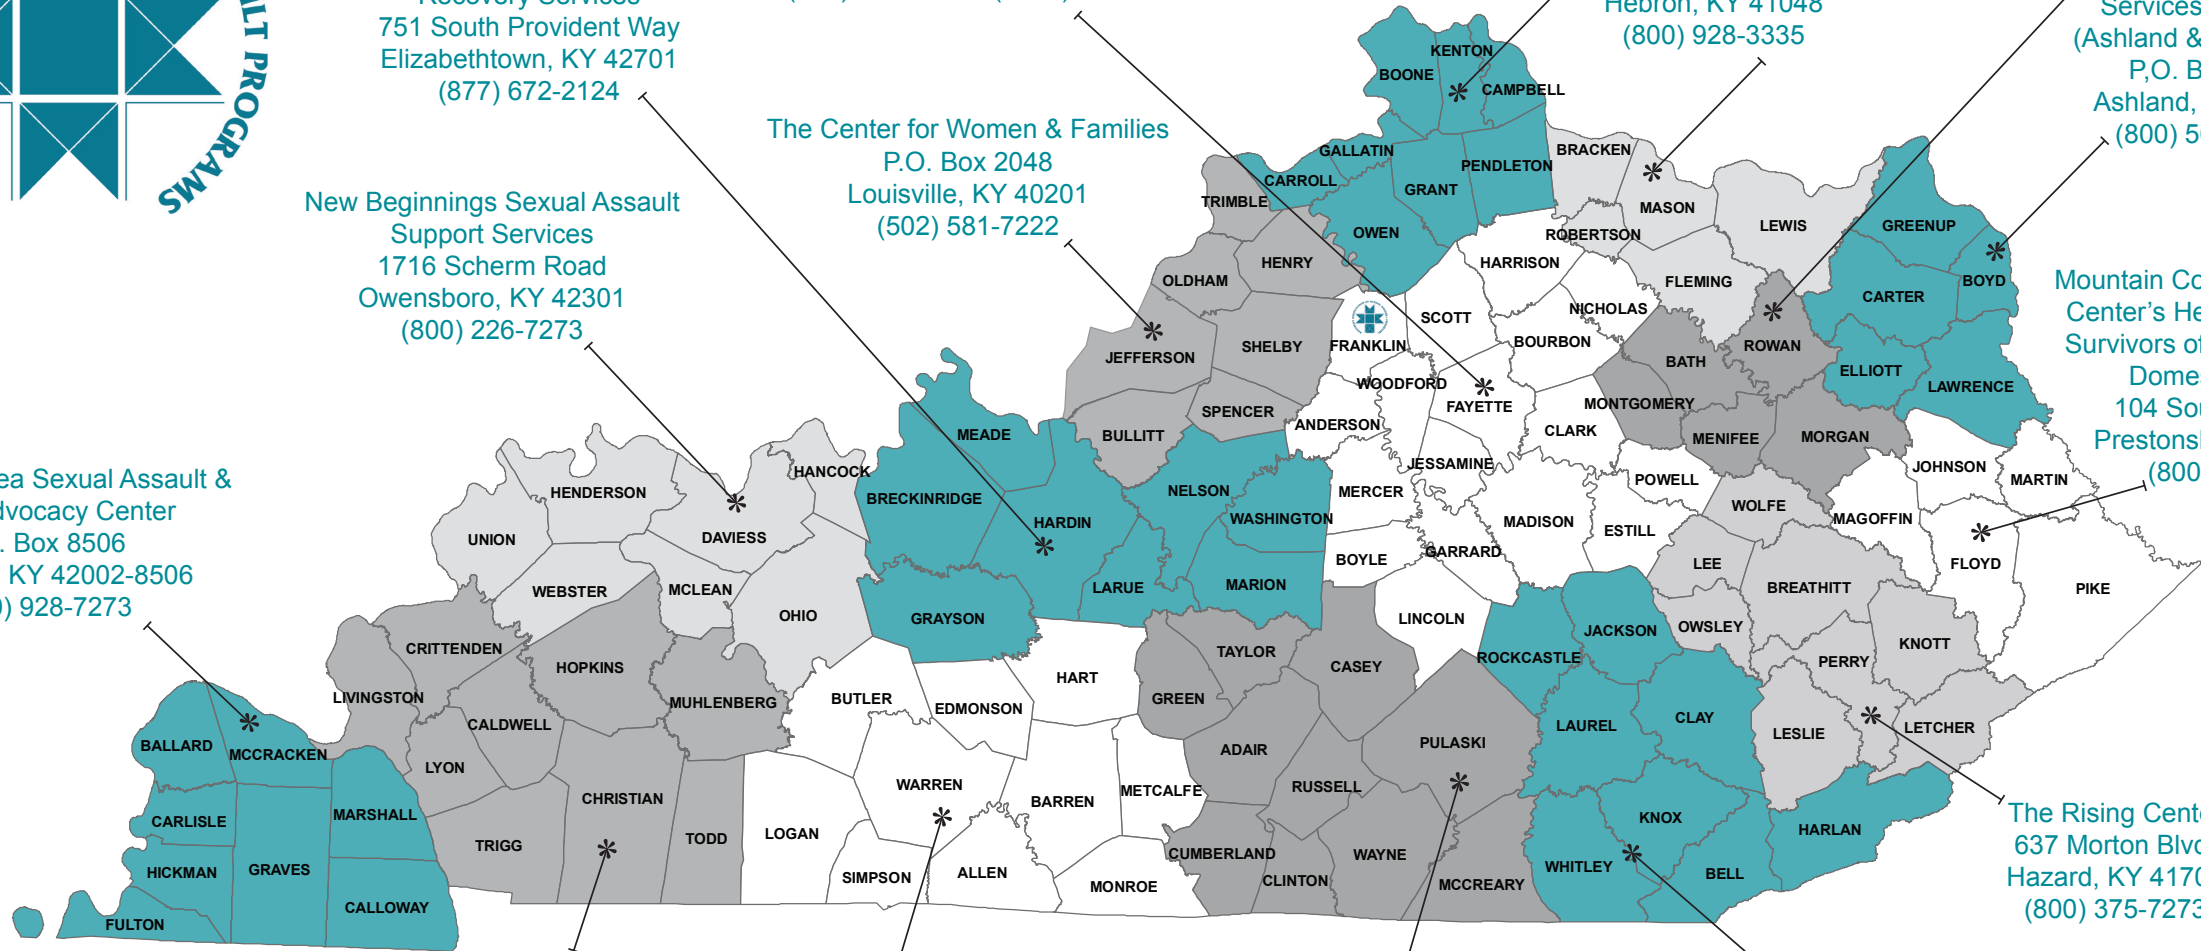 ALT PROGRAMS
Recovery Services
751 South Provident Way
Elizabethtown, KY 42701
(877) 672-2124
The Center for Women & Families
P.O. Box 2048
Louisville, KY 40201
(502) 581-7222
New Beginnings Sexual Assault
Support Services
1716 Scherm Road
Owensboro, KY 42301
(800) 226-7273
Hebron, KY 41048
(800) 928-3335
Services
(Ashland &
P,O. B
Ashland,
(800) 5
Mountain Co
Center's He
Survivors of
Domes
104 Sou
Prestons
(800
ea Sexual Assault &
dvocacy Center
. Box 8506
KY 42002-8506
) 928-7273
The Rising Cent
637 Morton Blv
Hazard, KY 4170
(800) 375-7273
KENTON
BOONE
CAMPBELL
GALLATIN
PENDLETON
BRACKEN
CARROLL
GRANT
TRIMBLE
MASON
OWEN
ROBERTSON
LEWIS
GREENUP
HENRY
HARRISON
OLDHAM
FLEMING
BOYD
CARTER
NICHOLAS
SCOTT
FRANKLIN
BOURBON
ROWAN
SHELBY
JEFFERSON
BATH
ELLIOTT
WOODFORD
LAWRENCE
FAYETTE
MONTGOMERY
SPENCER
ANDERSON
CLARK
MEADE
BULLITT
MENIFEE
MORGAN
JESSAMINE
JOHNSON
HANCOCK
POWELL
MARTIN
HENDERSON
NELSON
MERCER
BRECKINRIDGE
WOLFE
WASHINGTON
MAGOFFIN
HARDIN
MADISON
ESTILL
UNION
DAVIESS
BOYLE
GARRARD
LEE
FLOYD
WEBSTER
MCLEAN
LARUE
MARION
BREATHITT
PIKE
OHIO
GRAYSON
LINCOLN
JACKSON
OWSLEY
KNOTT
CRITTENDEN
HOPKINS
TAYLOR
CASEY
ROCKCASTLE
PERRY
HART
LIVINGSTON
MUHLENBERG
BUTLER
EDMONSON
GREEN
CALDWELL
LAUREL
CLAY
LESLIE
LETCHER
BALLARD
MCCRACKEN
LYON
ADAIR
PULASKI
CHRISTIAN
WARREN
METCALFE
RUSSELL
BARREN
MARSHALL
CARLISLE
KNOX
HARLAN
TRIGG
TODD
LOGAN
CUMBERLAND
WAYNE
HICKMAN
GRAVES
SIMPSON
ALLEN
MONROE
CLINTON
MCCREARY
WHITLEY
BELL
CALLOWAY
FULTON